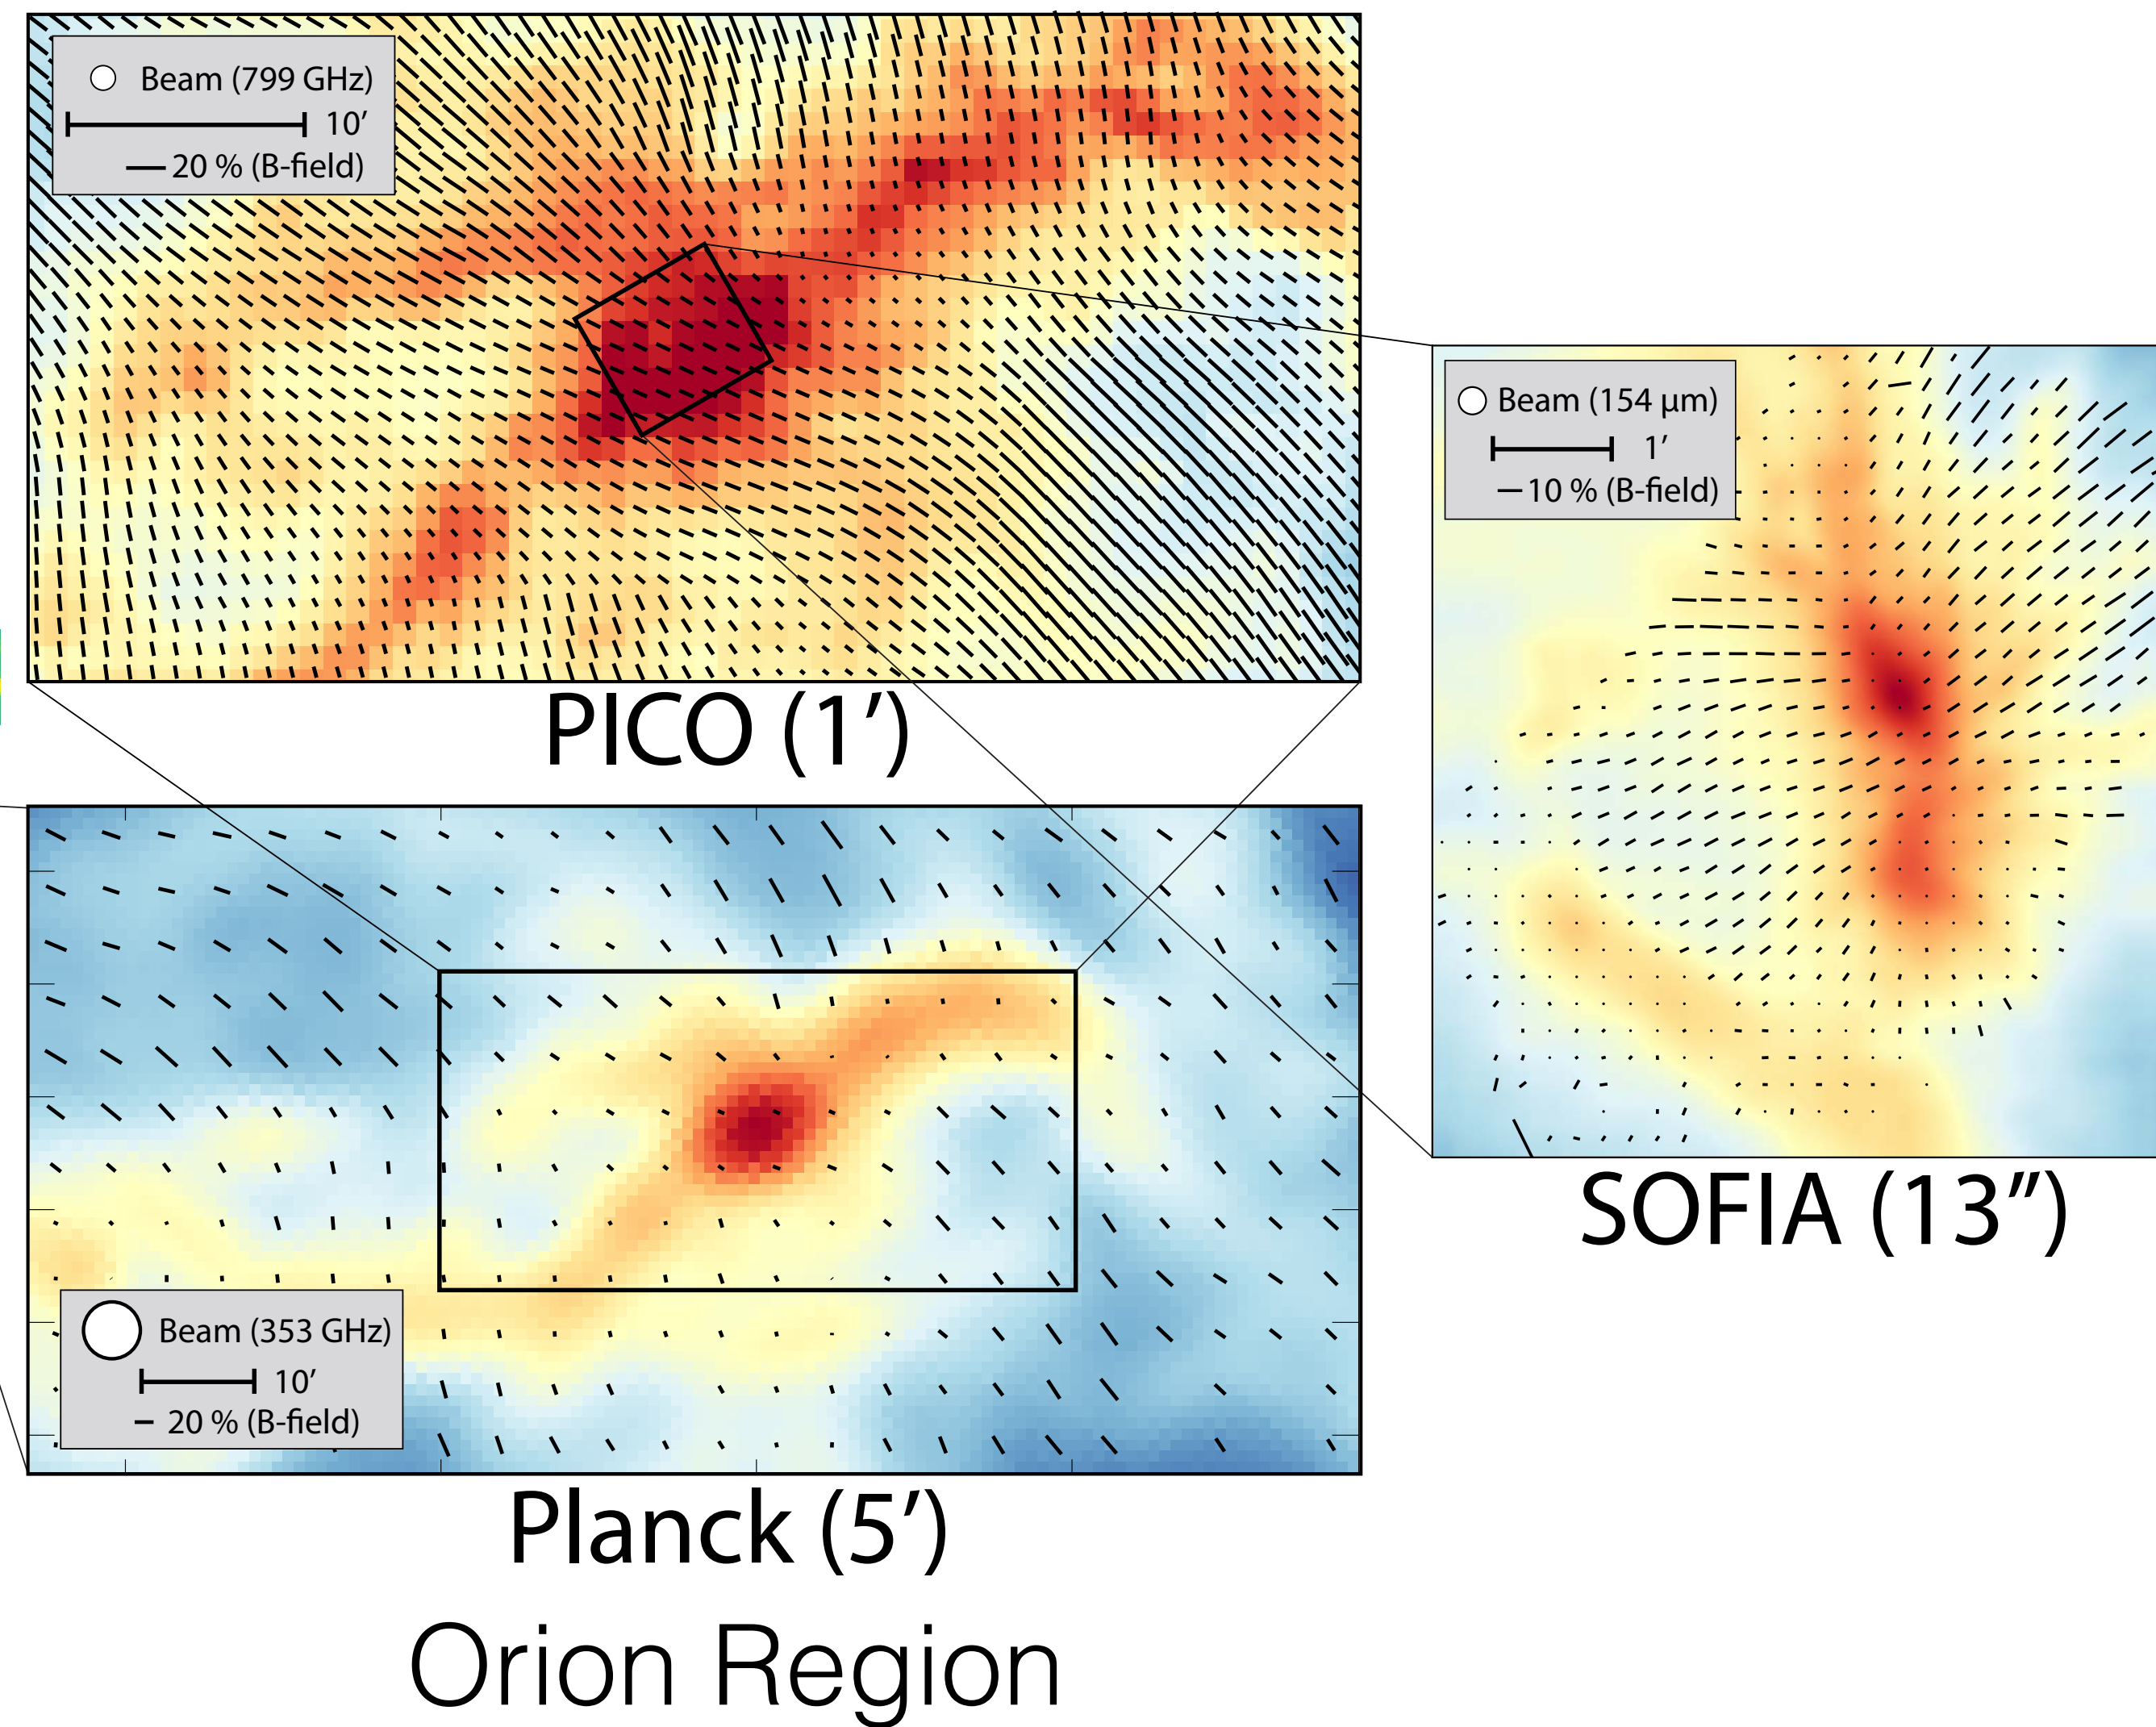 Beam (799 GHz)
10’
20 % (B-field)
PICO (1’)
Beam (154 μm)
1’
10 % (B-field)
SOFIA (13”)
Beam (353 GHz)
10’
20 % (B-field)
Planck (5’)
Orion Region